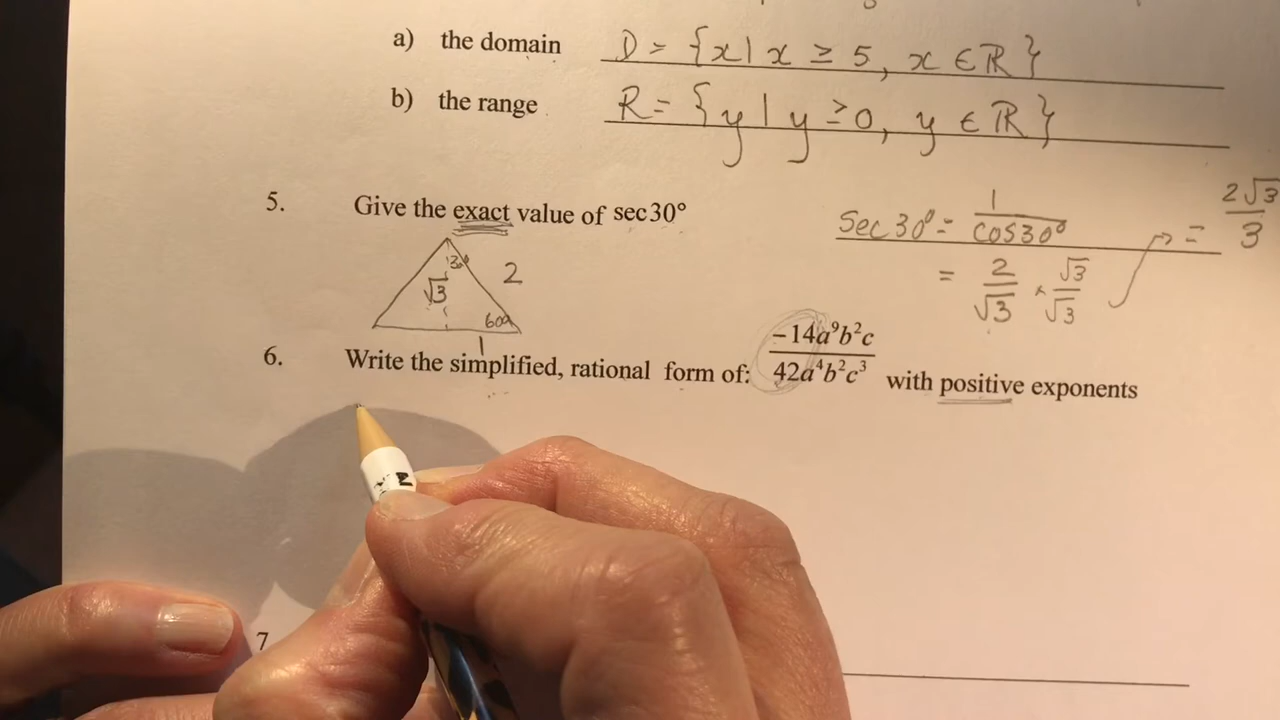 a) the domain D = {x | x ≥ 5, x ∈ ℝ}
b) the range R = {y | y ≥ 0, y ∈ ℝ}
5. Give the exact value of sec30° sec30° = 1/cos30° = 2√3/3
30° √3 2 60° 1
= 2/√3 × √3/√3
6. Write the simplified, rational form of: −14a⁹b²c/42a⁴b²c³ with positive exponents
7